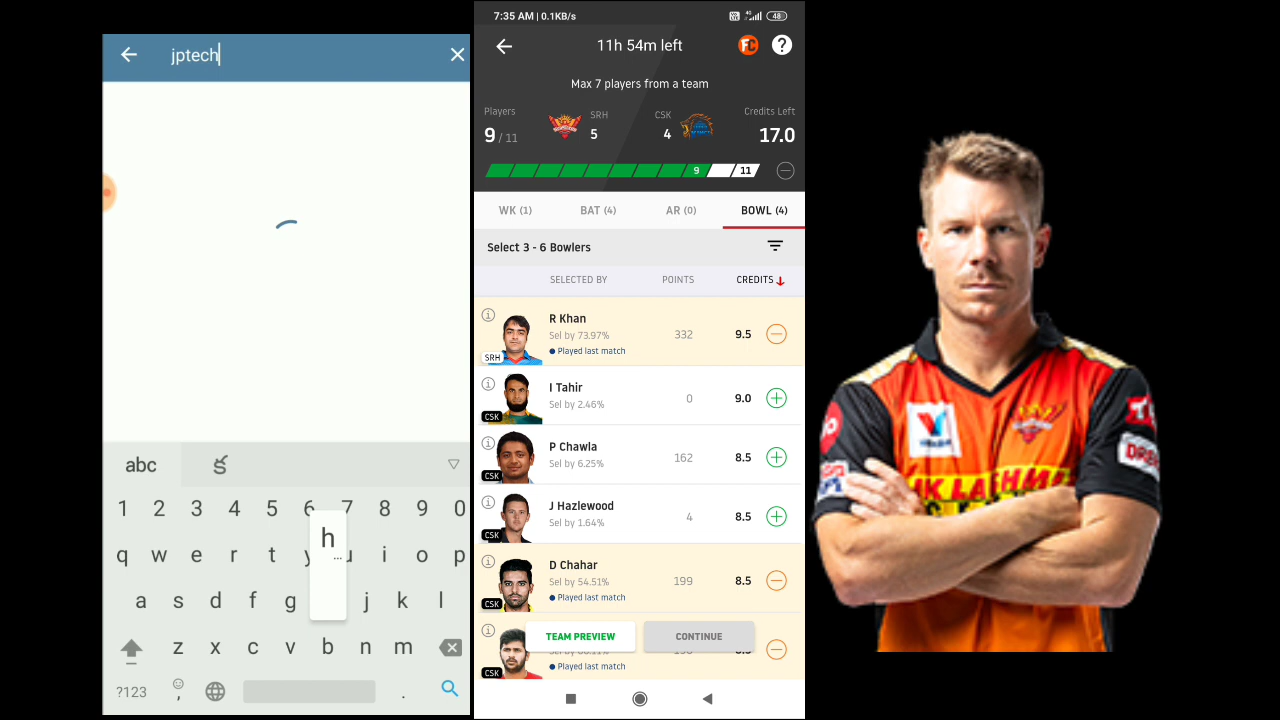 jptech
abc క
1 2 3 4 5 6 7 8 9 0
q w e r t y u i o p
h
a s d f g j k l
z x c v b n m
?123 , .
7:35 AM | 0.1KB/s
4G
48
11h 54m left
FC ?
Max 7 players from a team
Players
9 / 11
SRH
5
CSK
4
Credits Left
17.0
9 11
WK (1) BAT (4) AR (0) BOWL (4)
Select 3 - 6 Bowlers
SELECTED BY POINTS CREDITS
R Khan
Sel by 73.97%
Played last match
332 9.5
SRH
I Tahir
Sel by 2.46%
0 9.0
CSK
P Chawla
Sel by 6.25%
162 8.5
CSK
J Hazlewood
Sel by 1.64%
4 8.5
CSK
D Chahar
Sel by 54.51%
Played last match
199 8.5
CSK
TEAM PREVIEW CONTINUE
Played last match
CSK